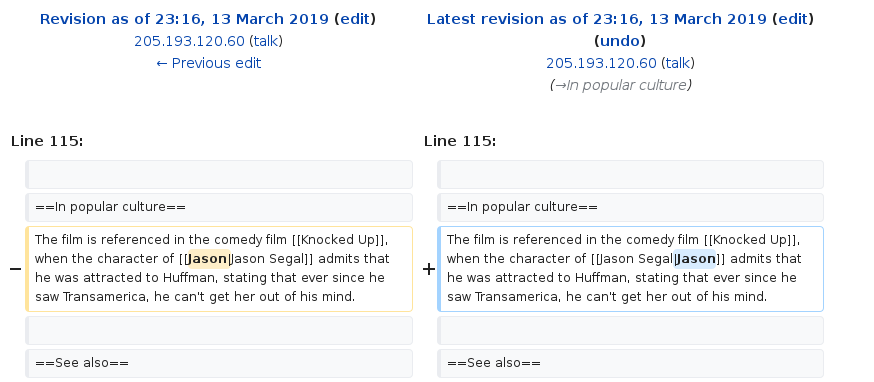 Revision as of 23:16, 13 March 2019 (edit)
205.193.120.60 (talk)
← Previous edit
Latest revision as of 23:16, 13 March 2019 (edit)
(undo)
205.193.120.60 (talk)
(→In popular culture)
Line 115:
Line 115:
==In popular culture==
==In popular culture==
− The film is referenced in the comedy film [[Knocked Up]],
when the character of [[Jason|Jason Segal]] admits that
he was attracted to Huffman, stating that ever since he
saw Transamerica, he can't get her out of his mind.
+ The film is referenced in the comedy film [[Knocked Up]],
when the character of [[Jason Segal|Jason]] admits that
he was attracted to Huffman, stating that ever since he
saw Transamerica, he can't get her out of his mind.
==See also==
==See also==